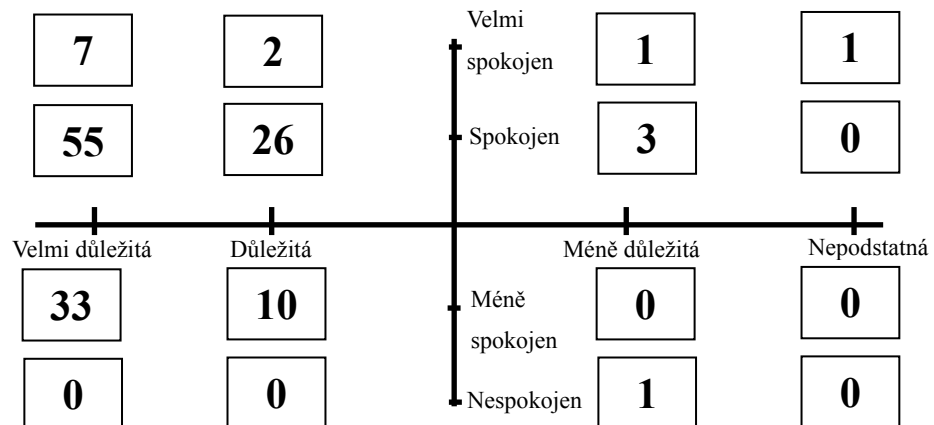 7 2 Velmi spokojen 1 1
55 26 Spokojen 3 0
Velmi důležitá Důležitá Méně důležitá Nepodstatná
33 10 Méně spokojen 0 0
0 0 Nespokojen 1 0